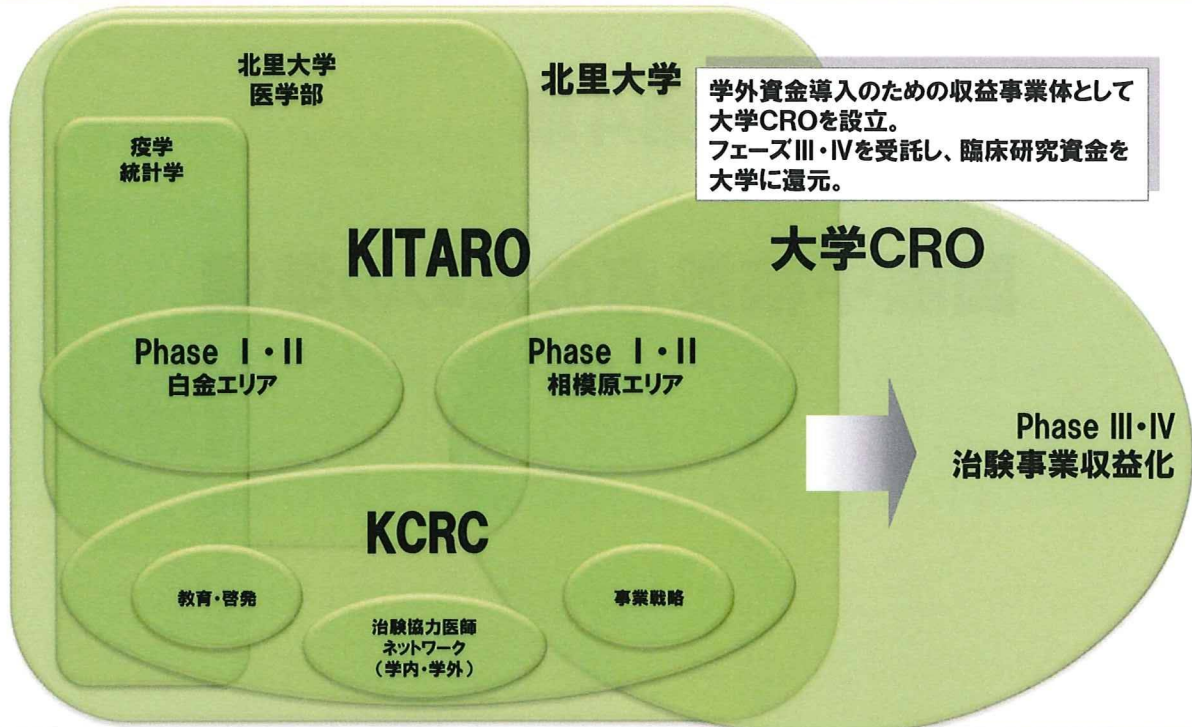 北里大学
医学部
北里大学
学外資金導入のための収益事業体として
大学CROを設立。
フェーズIII・IVを受託し、臨床研究資金を
大学に還元。
疫学
統計学
KITARO
大学CRO
Phase I・II
白金エリア
Phase I・II
相模原エリア
Phase III・IV
治験事業収益化
KCRC
教育・啓発
治験協力医師
ネットワーク
(学内・学外)
事業戦略